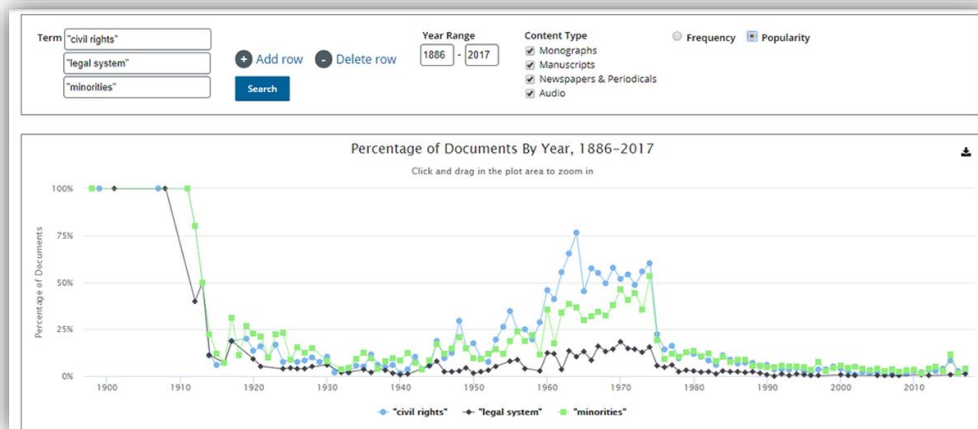 Term "civil rights"
"legal system"
"minorities"
+ Add row - Delete row
Search
Year Range
1886 - 2017
Content Type
Monographs
Manuscripts
Newspapers & Periodicals
Audio
Frequency Popularity
Percentage of Documents By Year, 1886-2017
Click and drag in the plot area to zoom in
Percentage of Documents
100%
75%
50%
25%
0%
1900 1910 1920 1930 1940 1950 1960 1970 1980 1990 2000 2010
"civil rights" "legal system" "minorities"